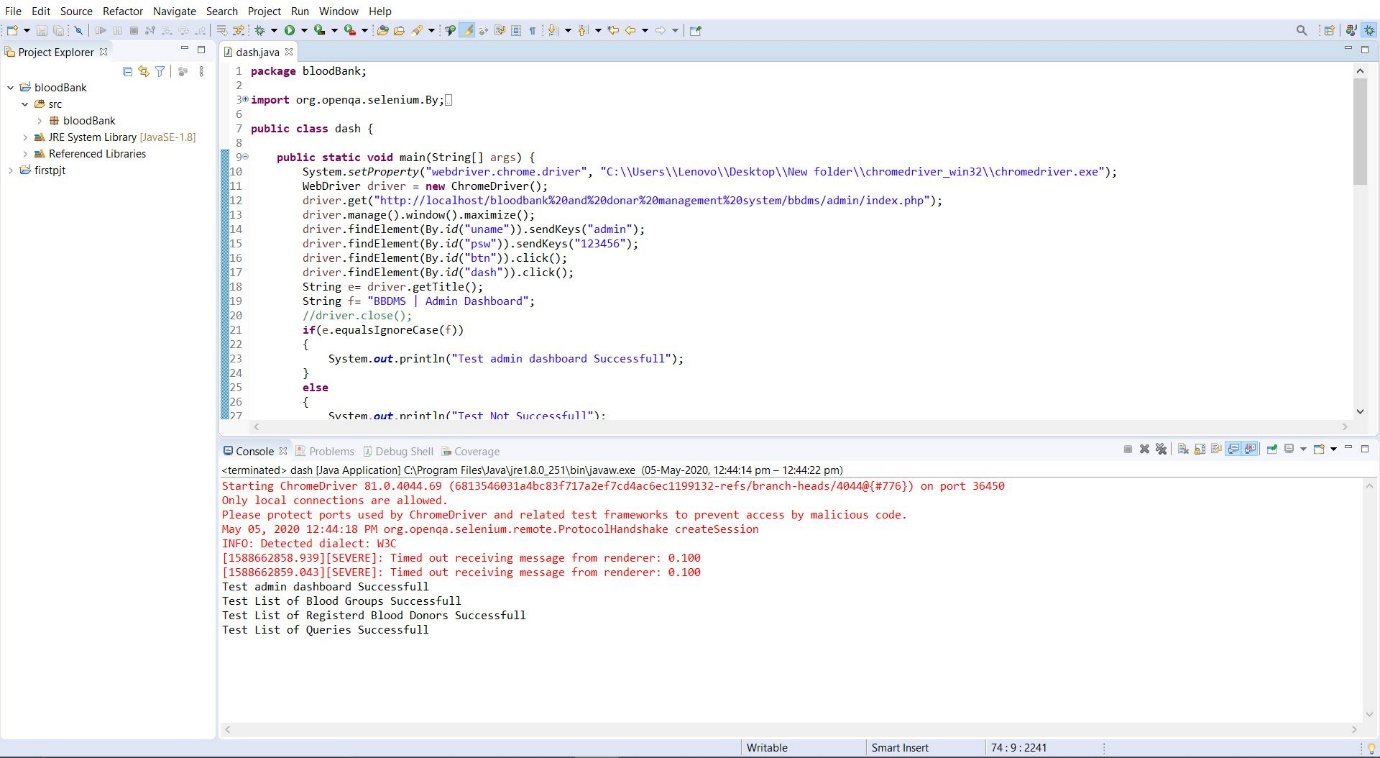 File Edit Source Refactor Navigate Search Project Run Window Help
Project Explorer
bloodBank
src
bloodBank
JRE System Library [JavaSE-1.8]
Referenced Libraries
firstpjt
dash.java
1 package bloodBank;
2
3 import org.openqa.selenium.By;
6
7 public class dash {
8
9 public static void main(String[] args) {
10 System.setProperty("webdriver.chrome.driver", "C:\\Users\\Lenovo\\Desktop\\New folder\\chromedriver_win32\\chromedriver.exe");
11 WebDriver driver = new ChromeDriver();
12 driver.get("http://localhost/bloodbank%20and%20donar%20management%20system/bbdms/admin/index.php");
13 driver.manage().window().maximize();
14 driver.findElement(By.id("uname")).sendKeys("admin");
15 driver.findElement(By.id("psw")).sendKeys("123456");
16 driver.findElement(By.id("btn")).click();
17 driver.findElement(By.id("dash")).click();
18 String e= driver.getTitle();
19 String f= "BBDMS | Admin Dashboard";
20 //driver.close();
21 if(e.equalsIgnoreCase(f))
22 {
23 System.out.println("Test admin dashboard Successfull");
24 }
25 else
26 {
27 System.out.println("Test Not Successfull");
Console Problems Debug Shell Coverage
<terminated> dash [Java Application] C:\Program Files\Java\jre1.8.0_251\bin\javaw.exe (05-May-2020, 12:44:14 pm – 12:44:22 pm)
Starting ChromeDriver 81.0.4044.69 (6813546031a4bc83f717a2ef7cd4ac6ec1199132-refs/branch-heads/4044@{#776}) on port 36450
Only local connections are allowed.
Please protect ports used by ChromeDriver and related test frameworks to prevent access by malicious code.
May 05, 2020 12:44:18 PM org.openqa.selenium.remote.ProtocolHandshake createSession
INFO: Detected dialect: W3C
[1588662858.939][SEVERE]: Timed out receiving message from renderer: 0.100
[1588662859.043][SEVERE]: Timed out receiving message from renderer: 0.100
Test admin dashboard Successfull
Test List of Blood Groups Successfull
Test List of Registerd Blood Donors Successfull
Test List of Queries Successfull
Writable Smart Insert 74 : 9 : 2241